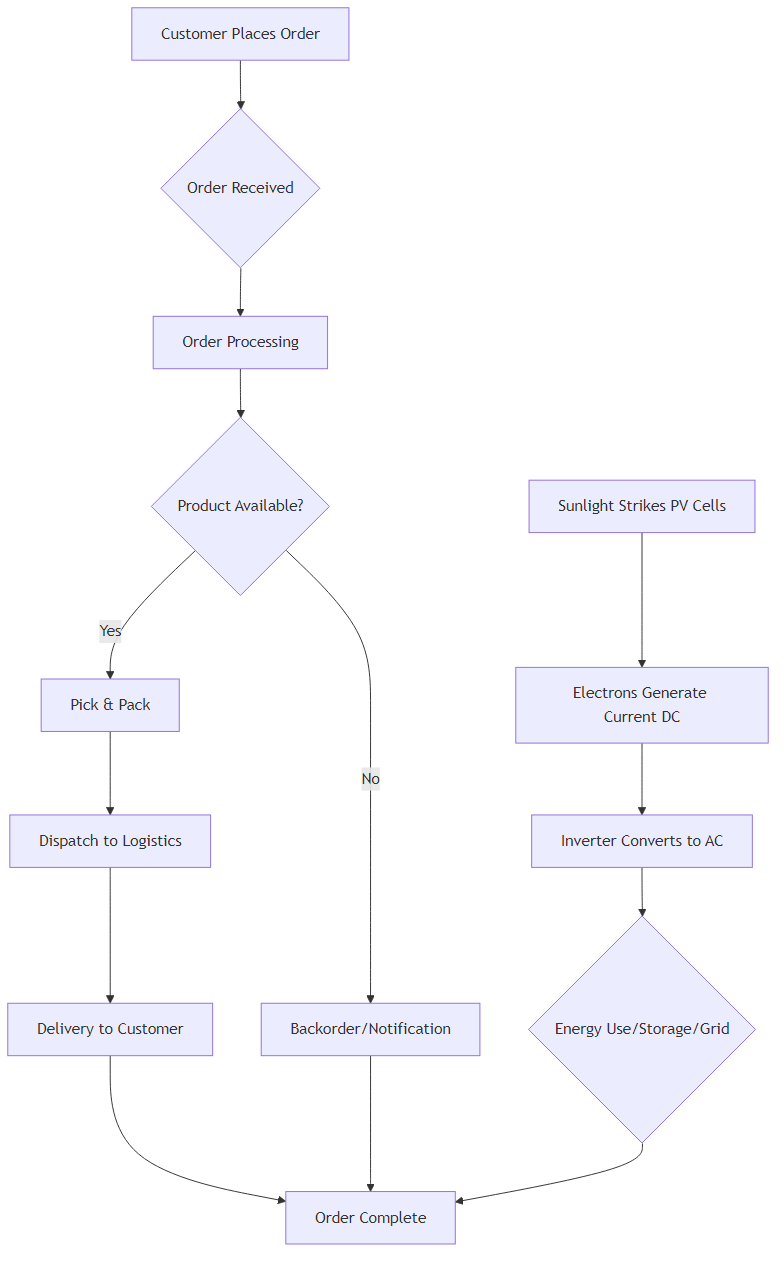 Customer Places Order
Order Received
Order Processing
Product Available?
Sunlight Strikes PV Cells
Yes
Pick & Pack
Electrons Generate
Current DC
No
Dispatch to Logistics
Inverter Converts to AC
Delivery to Customer
Backorder/Notification
Energy Use/Storage/Grid
Order Complete